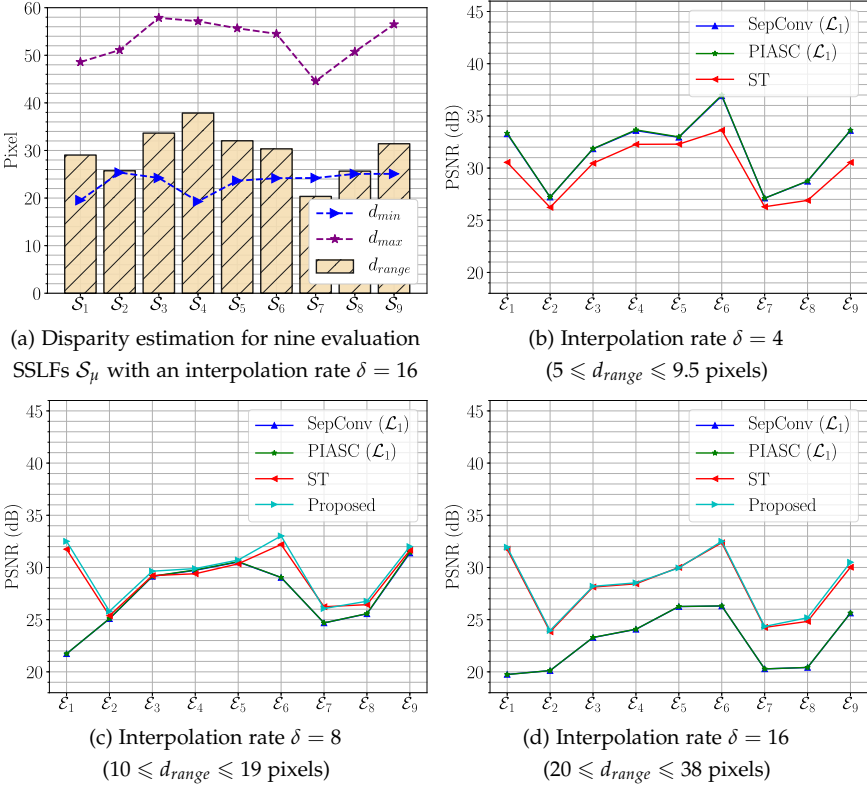 60
50
40
30
20
10
0
Pixel
d_min
d_max
d_range
S_1 S_2 S_3 S_4 S_5 S_6 S_7 S_8 S_9
(a) Disparity estimation for nine evaluation
SSLFs S_μ with an interpolation rate δ = 16
45
40
35
30
25
20
PSNR (dB)
SepConv (L_1)
PIASC (L_1)
ST
E_1 E_2 E_3 E_4 E_5 E_6 E_7 E_8 E_9
(b) Interpolation rate δ = 4
(5 ⩽ d_range ⩽ 9.5 pixels)
45
40
35
30
25
20
PSNR (dB)
SepConv (L_1)
PIASC (L_1)
ST
Proposed
E_1 E_2 E_3 E_4 E_5 E_6 E_7 E_8 E_9
(c) Interpolation rate δ = 8
(10 ⩽ d_range ⩽ 19 pixels)
45
40
35
30
25
20
PSNR (dB)
SepConv (L_1)
PIASC (L_1)
ST
Proposed
E_1 E_2 E_3 E_4 E_5 E_6 E_7 E_8 E_9
(d) Interpolation rate δ = 16
(20 ⩽ d_range ⩽ 38 pixels)